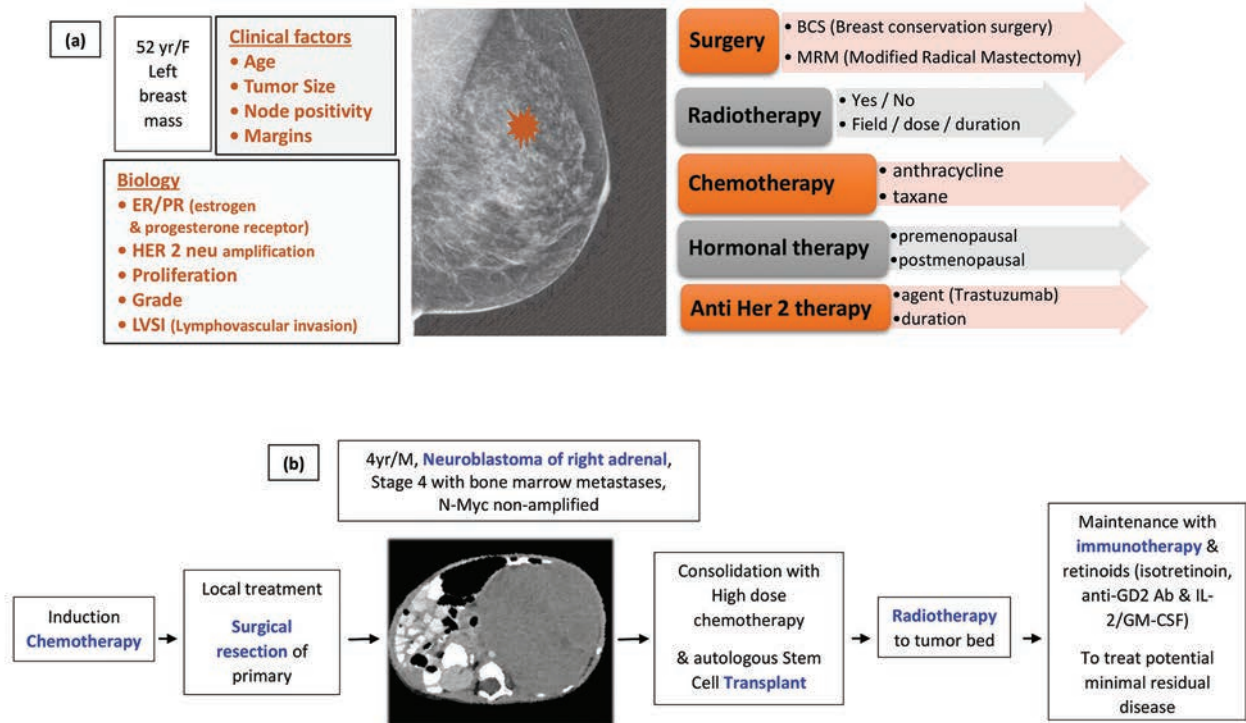 (a)
52 yr/F
Left
breast
mass
Clinical factors
• Age
• Tumor Size
• Node positivity
• Margins
Biology
• ER/PR (estrogen
& progesterone receptor)
• HER 2 neu amplification
• Proliferation
• Grade
• LVSI (Lymphovascular invasion)
Surgery
• BCS (Breast conservation surgery)
• MRM (Modified Radical Mastectomy)
Radiotherapy
• Yes / No
• Field / dose / duration
Chemotherapy
• anthracycline
• taxane
Hormonal therapy
•premenopausal
•postmenopausal
Anti Her 2 therapy
•agent (Trastuzumab)
•duration
(b)
4yr/M, Neuroblastoma of right adrenal,
Stage 4 with bone marrow metastases,
N-Myc non-amplified
Induction
Chemotherapy
Local treatment
Surgical
resection of
primary
Consolidation with
High dose
chemotherapy
& autologous Stem
Cell Transplant
Radiotherapy
to tumor bed
Maintenance with
immunotherapy &
retinoids (isotretinoin,
anti-GD2 Ab & IL-
2/GM-CSF)
To treat potential
minimal residual
disease